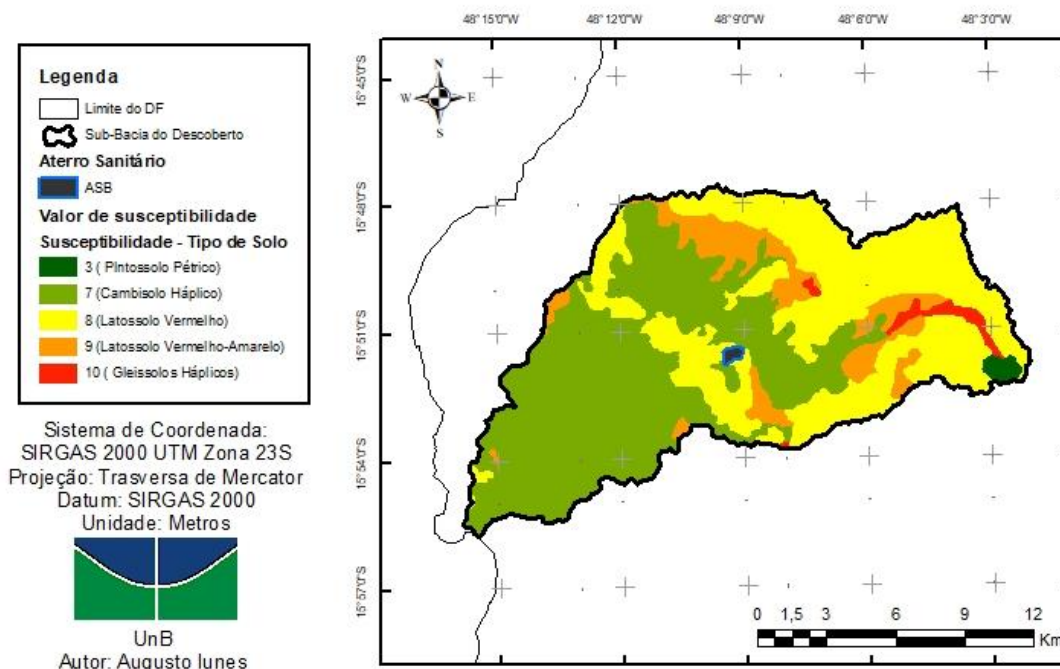 48°15'0"W 48°12'0"W 48°9'0"W 48°6'0"W 48°3'0"W
15°45'0"S
15°48'0"S
15°51'0"S
15°54'0"S
15°57'0"S
N
W E
S
Legenda
Limite do DF
Sub-Bacia do Descoberto
Aterro Sanitário
ASB
Valor de susceptibilidade
Susceptibilidade - Tipo de Solo
3 ( Plntossolo Pétrico)
7 (Cambisolo Háplico)
8 (Latossolo Vermelho)
9 (Latossolo Vermelho-Amarelo)
10 ( Gleissolos Háplicos)
Sistema de Coordenada:
SIRGAS 2000 UTM Zona 23S
Projeção: Trasversa de Mercator
Datum: SIRGAS 2000
Unidade: Metros
UnB
Autor: Augusto Iunes
0 1,5 3 6 9 12
Km